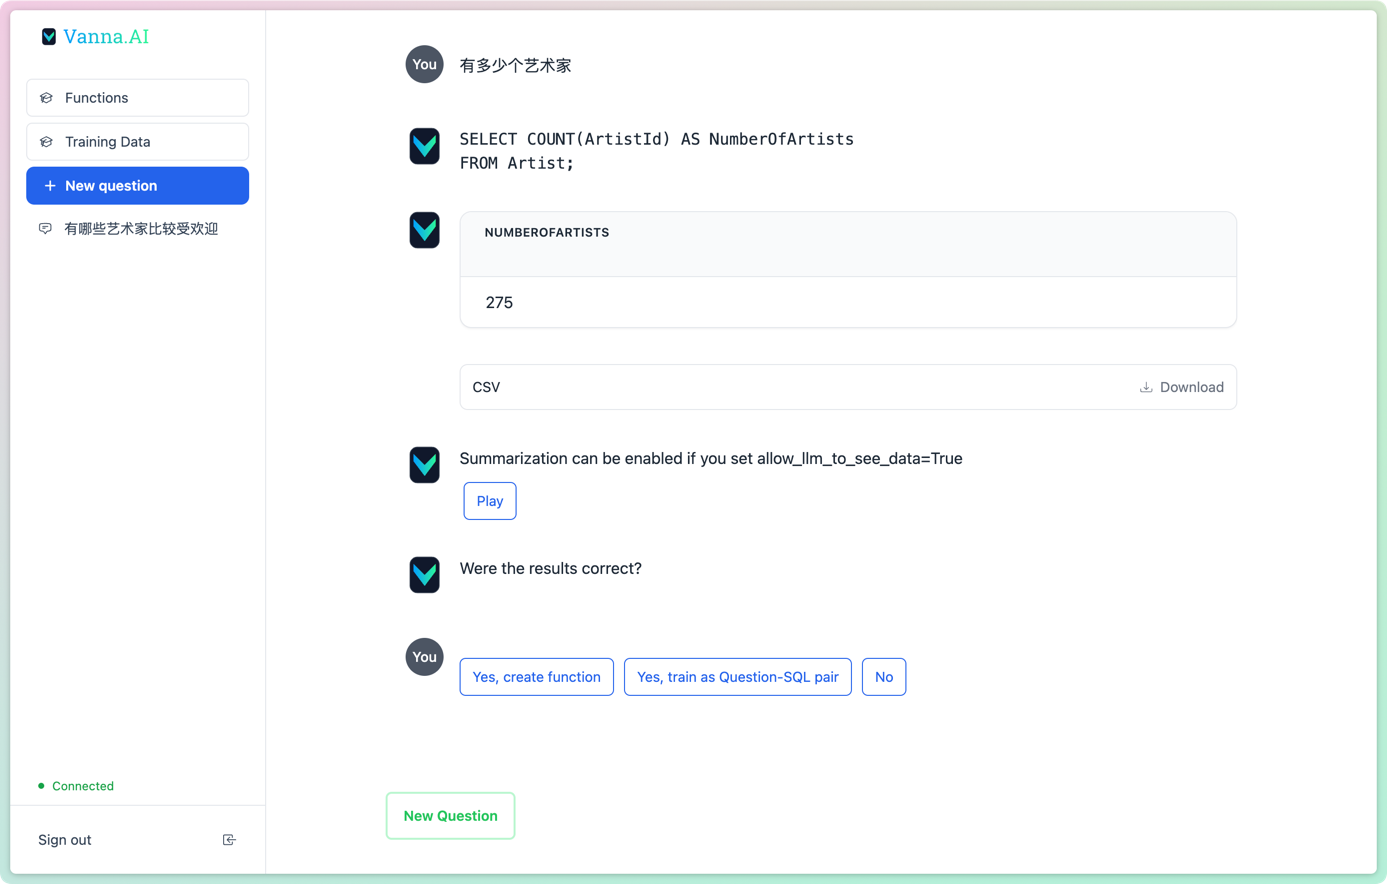 Vanna.AI
Functions
Training Data
+ New question
有哪些艺术家比较受欢迎
Connected
Sign out
You
有多少个艺术家
SELECT COUNT(ArtistId) AS NumberOfArtists
FROM Artist;
NUMBEROFARTISTS
275
CSV
Download
Summarization can be enabled if you set allow_llm_to_see_data=True
Play
Were the results correct?
You
Yes, create function
Yes, train as Question-SQL pair
No
New Question